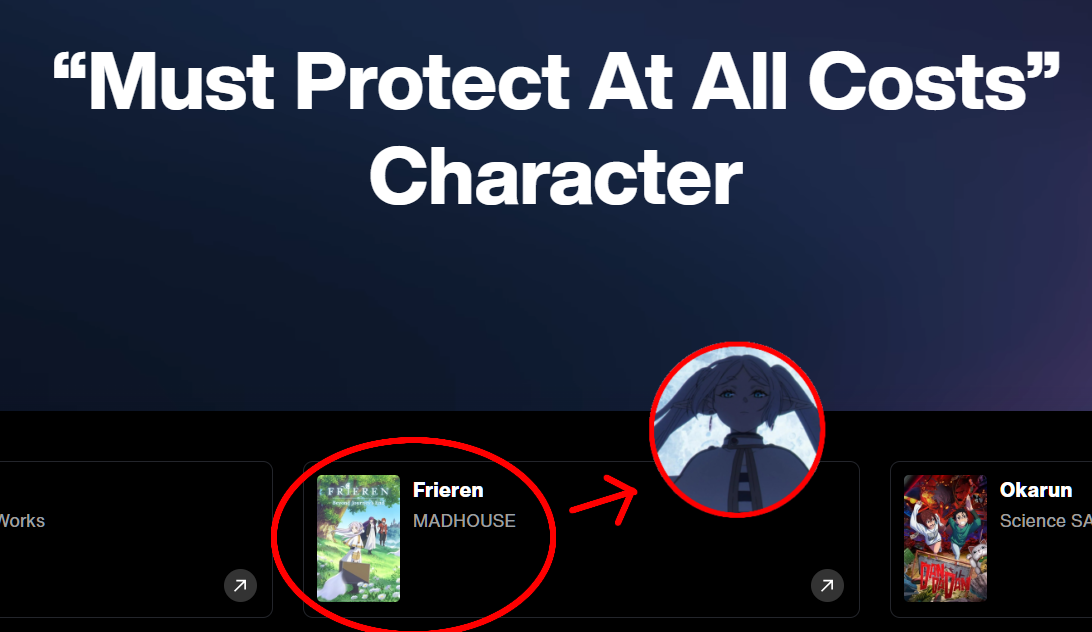 “Must Protect At All Costs”
Character
Works
Frieren
MADHOUSE
FRIEREN
Beyond Journey's End
Okarun
Science SA
DAN DA DAN